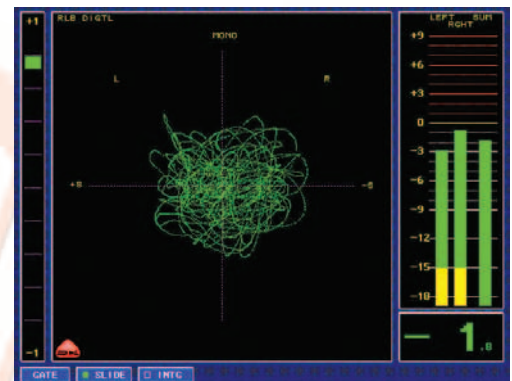 +1
RLB DIGTL
MONO
L
R
+S
-S
-1
LEFT SUM
RGHT
+9
+6
+3
0
-3
-6
-9
-12
-15
-18
- 1.8
GATE
SLIDE
INTG